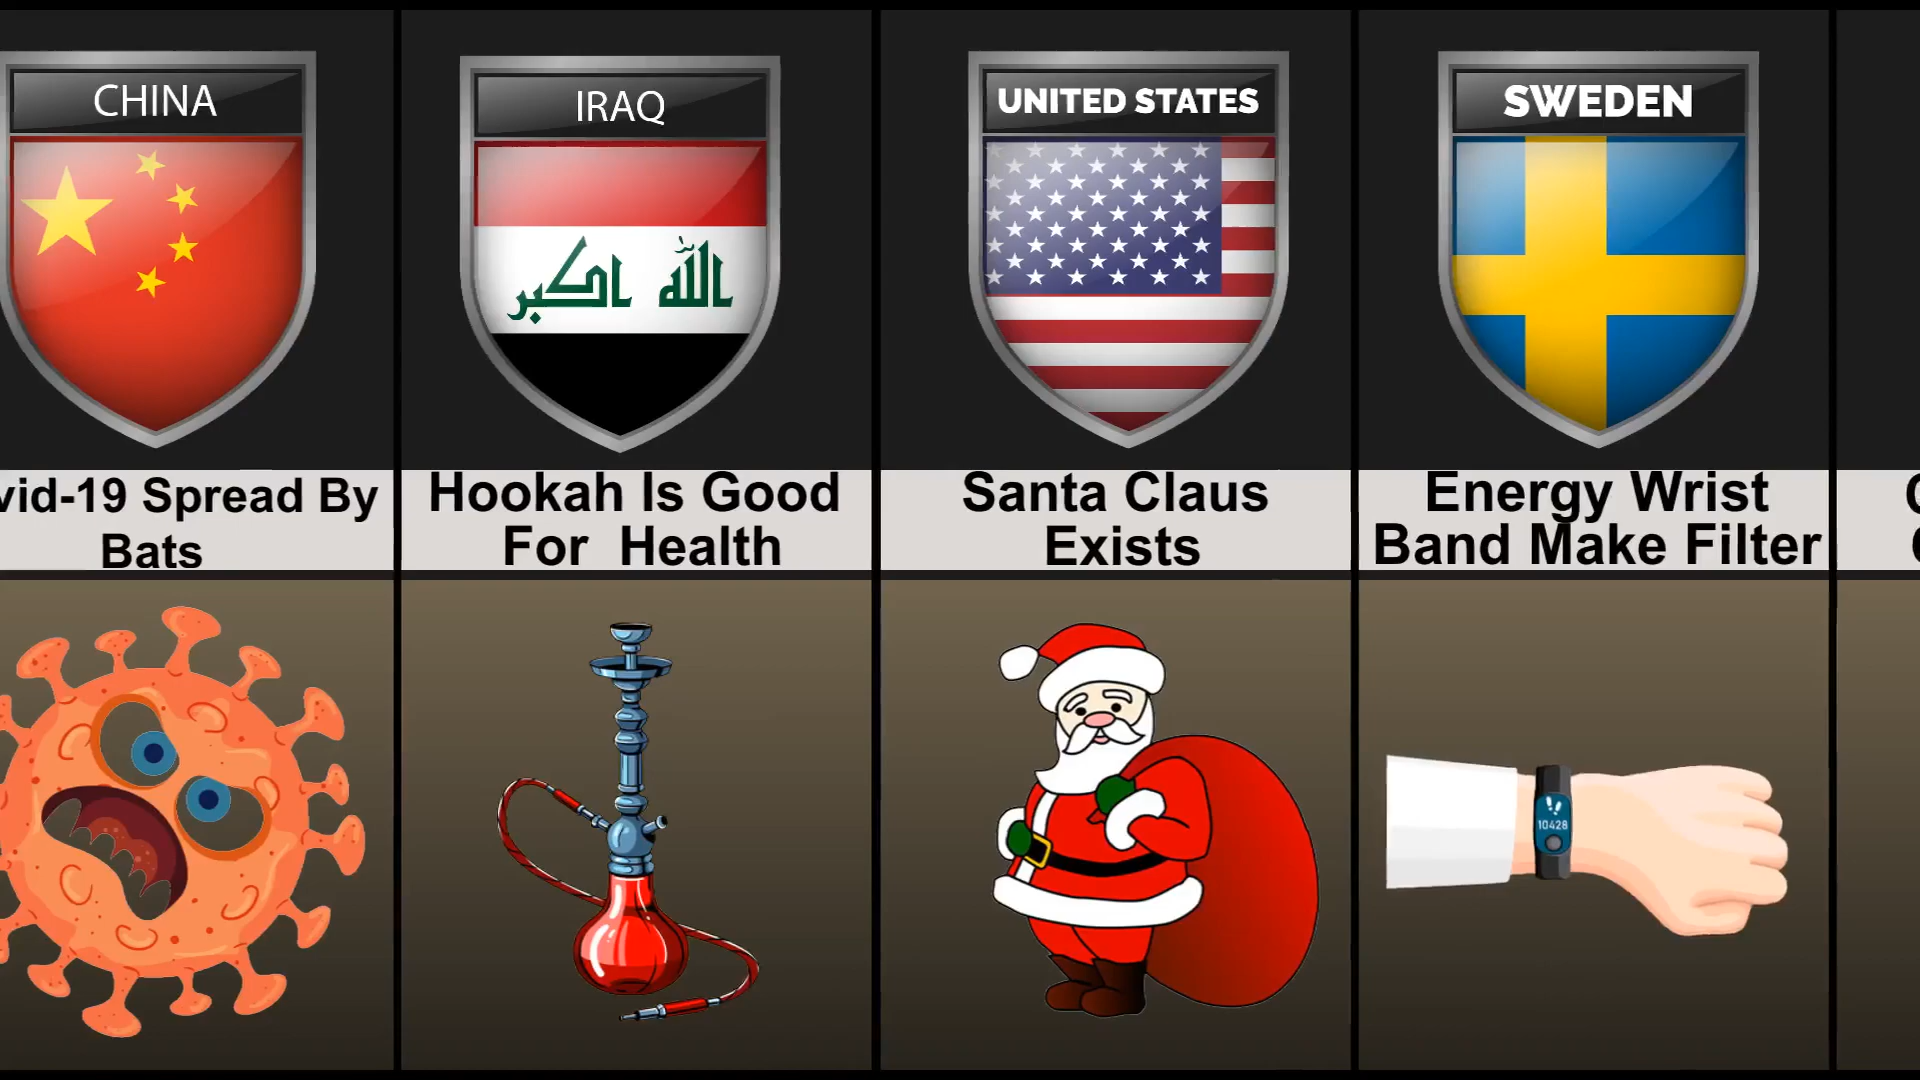 CHINA
IRAQ
UNITED STATES
SWEDEN
الله اكبر
vid-19 Spread By
Bats
Hookah Is Good
For Health
Santa Claus
Exists
Energy Wrist
Band Make Filter
10428